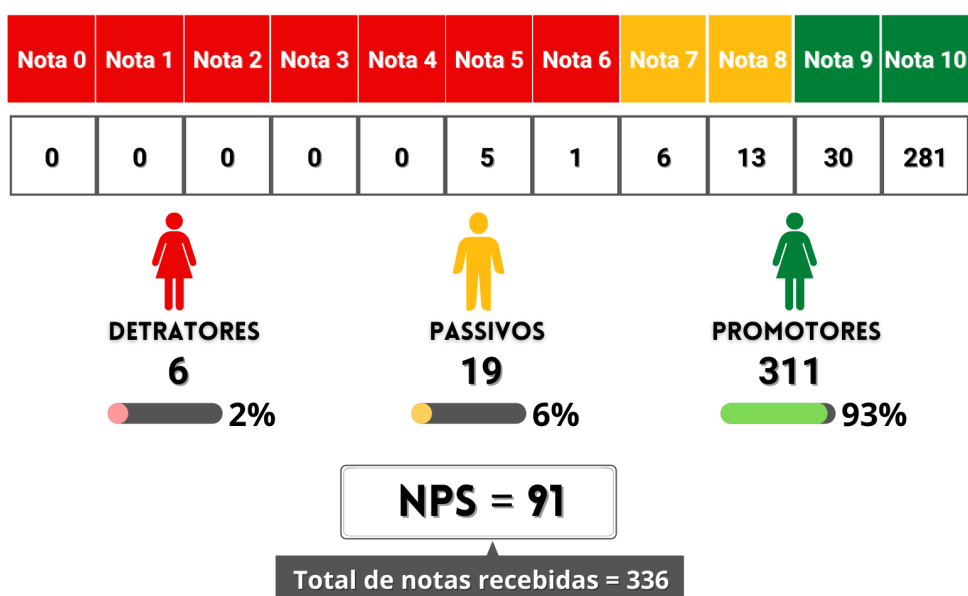 Nota 0 Nota 1 Nota 2 Nota 3 Nota 4 Nota 5 Nota 6 Nota 7 Nota 8 Nota 9 Nota 10
0 0 0 0 0 5 1 6 13 30 281
DETRATORES PASSIVOS PROMOTORES
6 19 311
2% 6% 93%
NPS = 91
Total de notas recebidas = 336